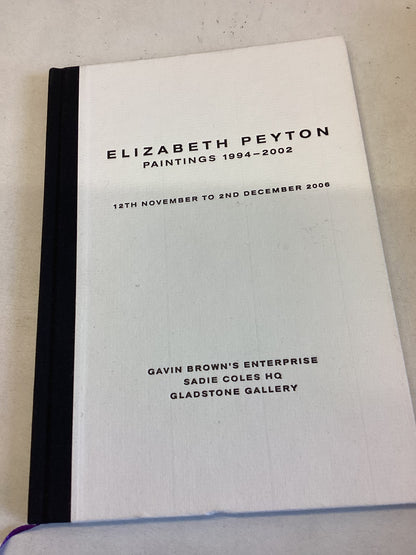 ELIZABETH PEYTON
PAINTINGS 1994–2002
12TH NOVEMBER TO 2ND DECEMBER 2006
GAVIN BROWN'S ENTERPRISE
SADIE COLES HQ
GLADSTONE GALLERY